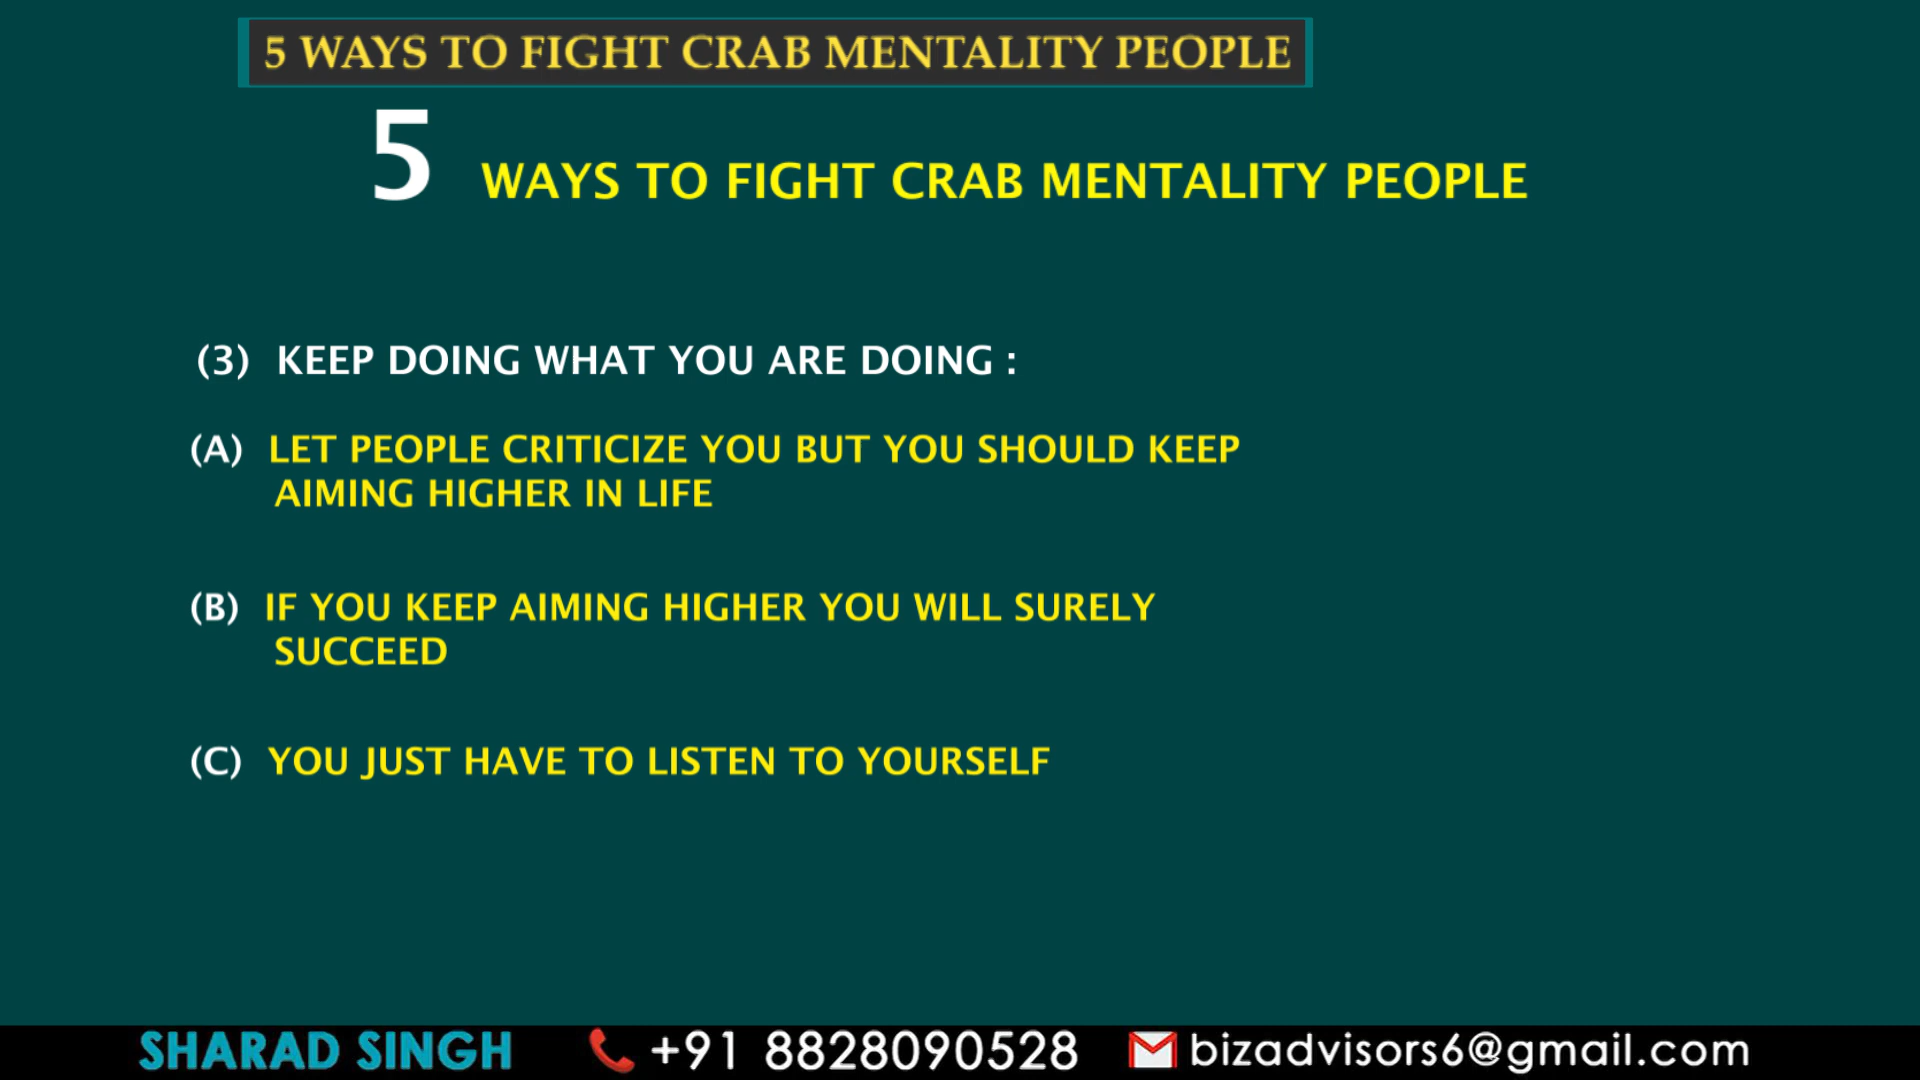 5 WAYS TO FIGHT CRAB MENTALITY PEOPLE
5 WAYS TO FIGHT CRAB MENTALITY PEOPLE
(3) KEEP DOING WHAT YOU ARE DOING :
(A) LET PEOPLE CRITICIZE YOU BUT YOU SHOULD KEEP
AIMING HIGHER IN LIFE
(B) IF YOU KEEP AIMING HIGHER YOU WILL SURELY
SUCCEED
(C) YOU JUST HAVE TO LISTEN TO YOURSELF
SHARAD SINGH +91 8828090528 bizadvisors6@gmail.com